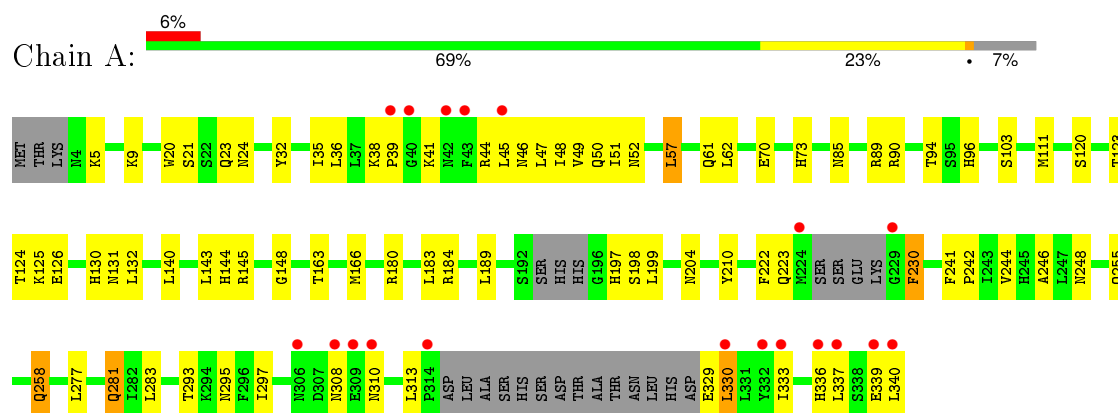 6%
Chain A:
69% 23% • 7%
MET THR LYS N4 K5 K9 W20 S21 S22 Q23 N24 Y32 I35 L36 L37 K38 P39 G40 K41 N42 F43 R44 L45 N46 L47 I48 V49 Q50 I51 N52 L57 Q61 L62 E70 H73 N85 R89 R90 T94 S95 H96 S103 M111 S120 T123
T124 K125 E126 H130 N131 L132 L140 L143 H144 R145 G148 T163 M166 R180 L183 R184 L189 S192 SER HIS HIS G196 H197 S198 L199 N204 Y210 F222 Q223 M224 SER SER GLU LYS G229 F230 F241 P242 I243 V244 H245 A246 L247 N248 Q255
Q258 L277 Q281 I282 L283 T293 K294 N295 F296 I297 N306 D307 N308 E309 N310 L313 P314 ASP LEU ALA SER HIS SER ASP THR ALA THR ASN LEU HIS ASP E329 L330 L331 Y332 I333 H336 L337 S338 E339 L340